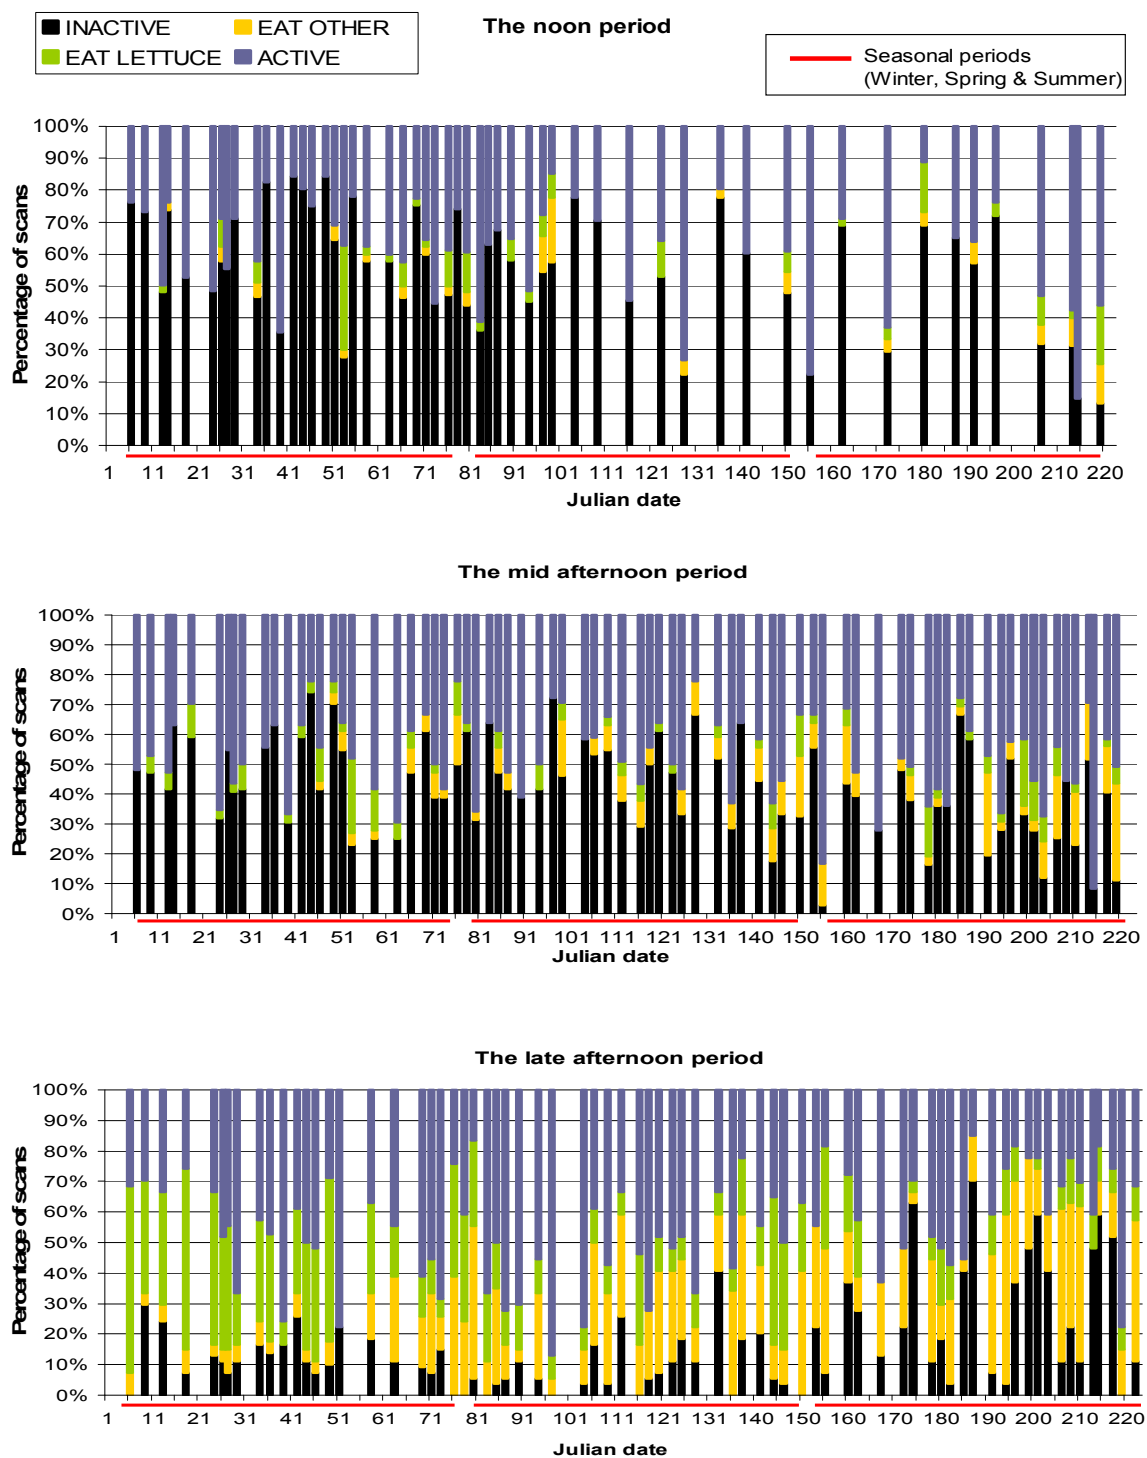 The noon period
INACTIVE EAT OTHER
EAT LETTUCE ACTIVE
Seasonal periods
(Winter, Spring & Summer)
Percentage of scans
100%
90%
80%
70%
60%
50%
40%
30%
20%
10%
0%
1 11 21 31 41 51 61 71 81 91 101 111 121 131 140 150 160 170 180 190 200 210 220
Julian date
The mid afternoon period
Percentage of scans
100%
90%
80%
70%
60%
50%
40%
30%
20%
10%
0%
1 11 21 31 41 51 61 71 81 91 101 111 121 131 140 150 160 170 180 190 200 210 220
Julian date
The late afternoon period
Percentage of scans
100%
90%
80%
70%
60%
50%
40%
30%
20%
10%
0%
1 11 21 31 41 51 61 71 81 91 101 111 121 131 140 150 160 170 180 190 200 210 220
Julian date